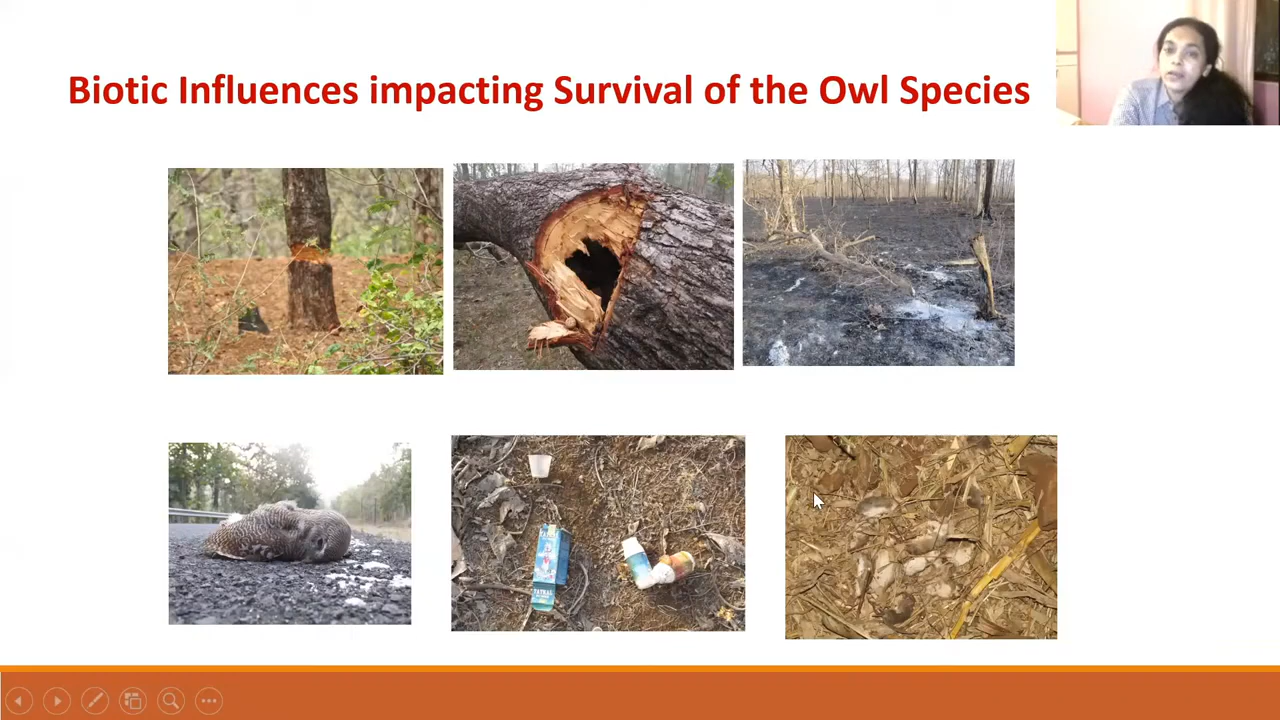 Biotic Influences impacting Survival of the Owl Species